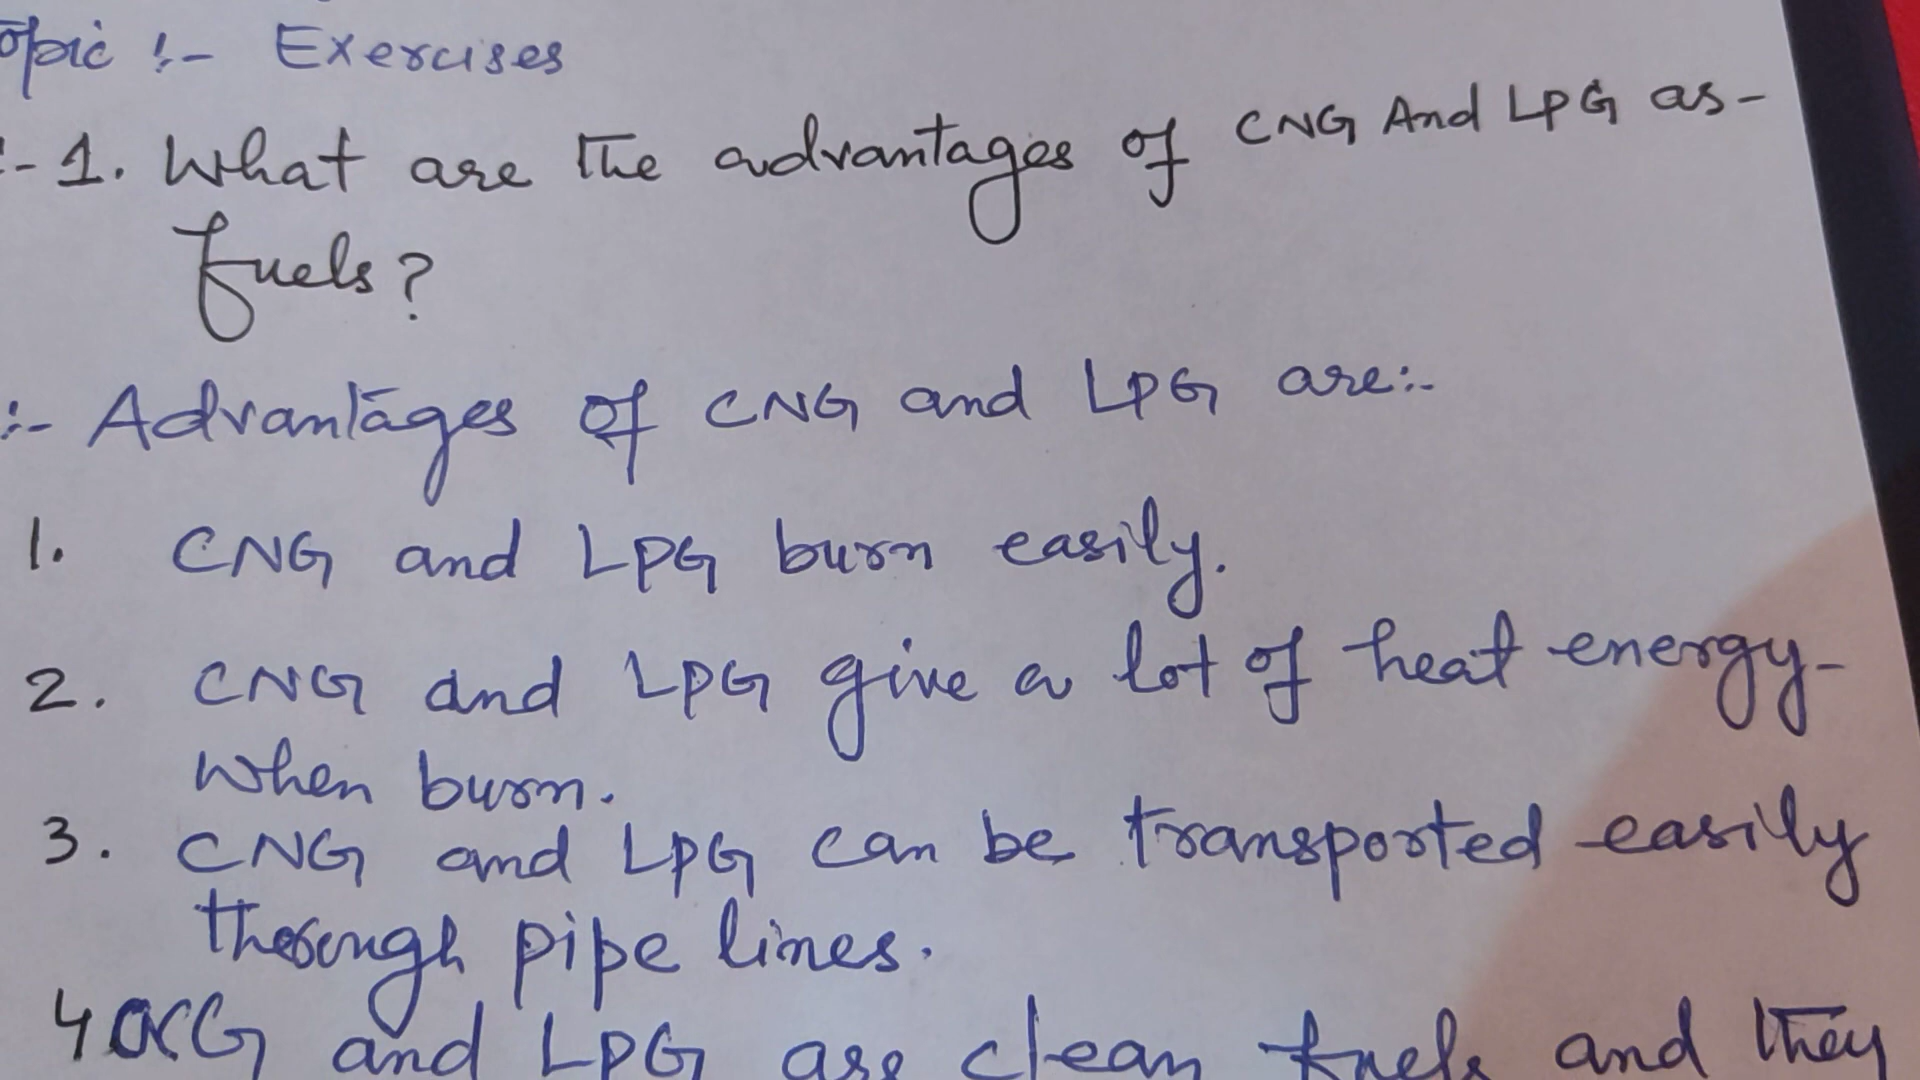 opic :- Exercises
:- 1. What are the advantages of CNG And LPG as-
fuels?
:- Advantages of CNG and LPG are:-
1. CNG and LPG burn easily.
2. CNG and LPG give a lot of heat energy-
When burn.
3. CNG and LPG can be transported easily
through pipe lines.
4 and LPG are clean fuels and they